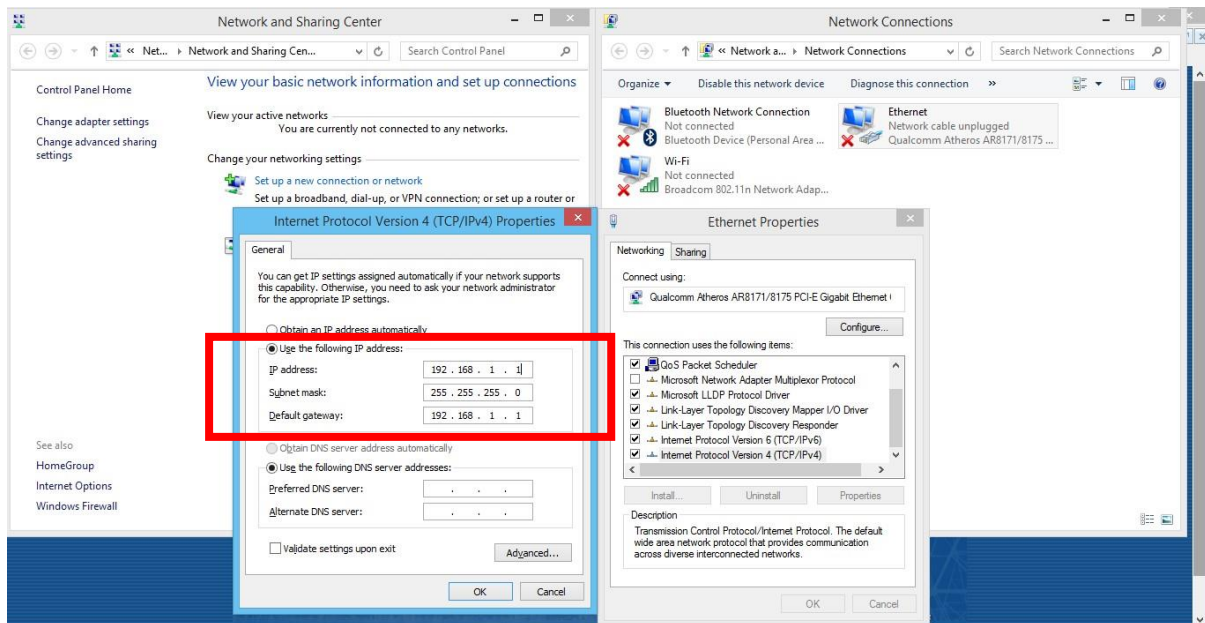 Network and Sharing Center
« Net... Network and Sharing Cen...
Search Control Panel
Control Panel Home
Change adapter settings
Change advanced sharing
settings
See also
HomeGroup
Internet Options
Windows Firewall
View your basic network information and set up connections
View your active networks
You are currently not connected to any networks.
Change your networking settings
Set up a new connection or network
Set up a broadband, dial-up, or VPN connection; or set up a router or
Network Connections
« Network a... Network Connections
Search Network Connections
Organize Disable this network device Diagnose this connection »
Bluetooth Network Connection
Not connected
Bluetooth Device (Personal Area ...
Ethernet
Network cable unplugged
Qualcomm Atheros AR8171/8175 ...
Wi-Fi
Not connected
Broadcom 802.11n Network Adap...
Internet Protocol Version 4 (TCP/IPv4) Properties
General
You can get IP settings assigned automatically if your network supports
this capability. Otherwise, you need to ask your network administrator
for the appropriate IP settings.
Obtain an IP address automatically
Use the following IP address:
IP address: 192 . 168 . 1 . 1
Subnet mask: 255 . 255 . 255 . 0
Default gateway: 192 . 168 . 1 . 1
Obtain DNS server address automatically
Use the following DNS server addresses:
Preferred DNS server: . . .
Alternate DNS server: . . .
Validate settings upon exit
Advanced...
OK Cancel
Ethernet Properties
Networking Sharing
Connect using:
Qualcomm Atheros AR8171/8175 PCI-E Gigabit Ethernet
Configure...
This connection uses the following items:
QoS Packet Scheduler
Microsoft Network Adapter Multiplexor Protocol
Microsoft LLDP Protocol Driver
Link-Layer Topology Discovery Mapper I/O Driver
Link-Layer Topology Discovery Responder
Internet Protocol Version 6 (TCP/IPv6)
Internet Protocol Version 4 (TCP/IPv4)
Install... Uninstall Properties
Description
Transmission Control Protocol/Internet Protocol. The default
wide area network protocol that provides communication
across diverse interconnected networks.
OK Cancel